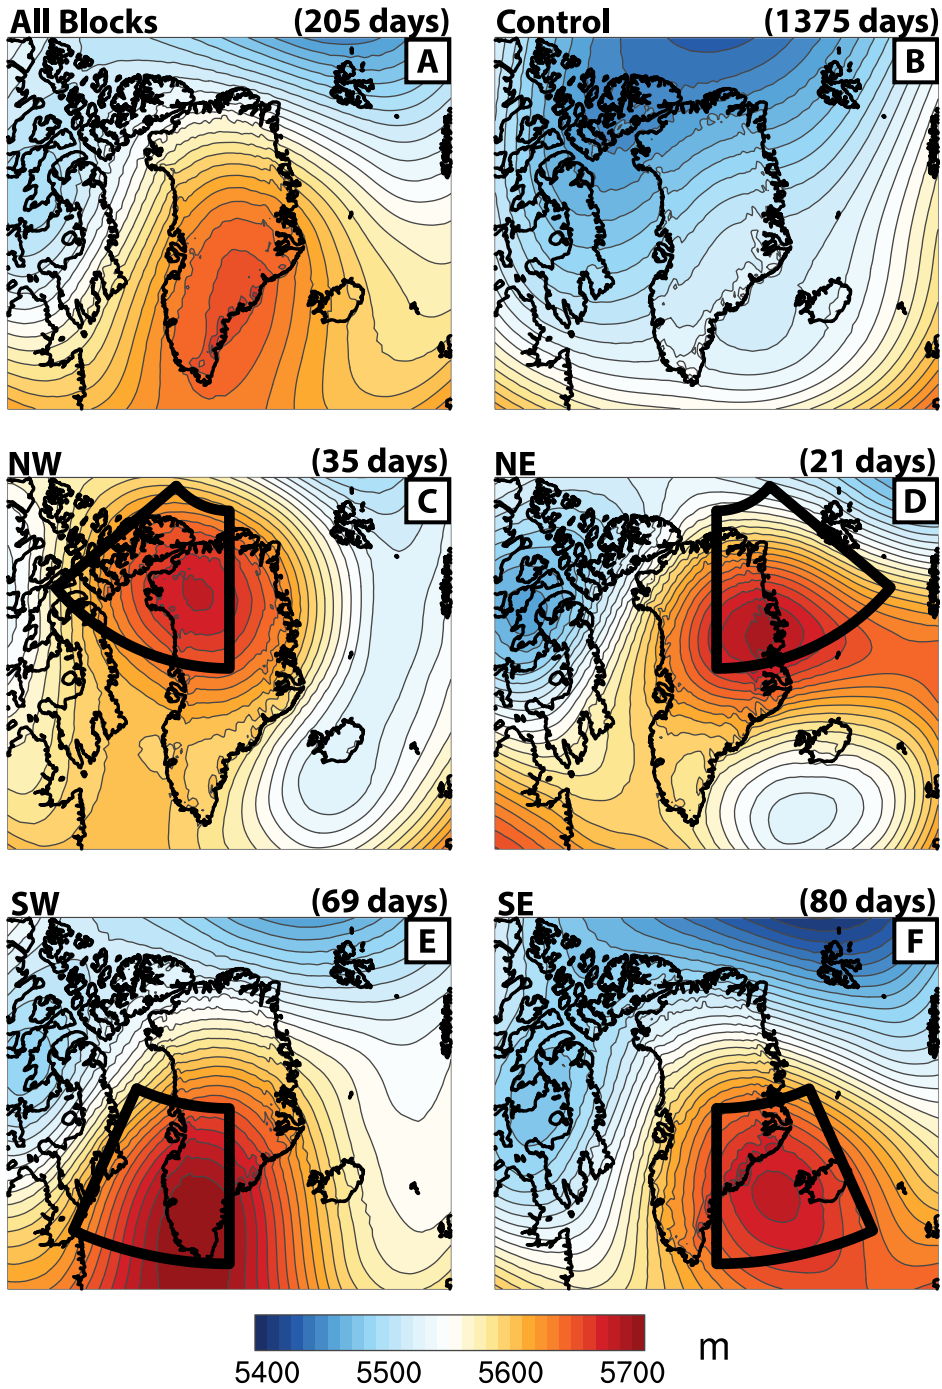 All Blocks (205 days)
A
Control (1375 days)
B
NW (35 days)
C
NE (21 days)
D
SW (69 days)
E
SE (80 days)
F
5400 5500 5600 5700 m